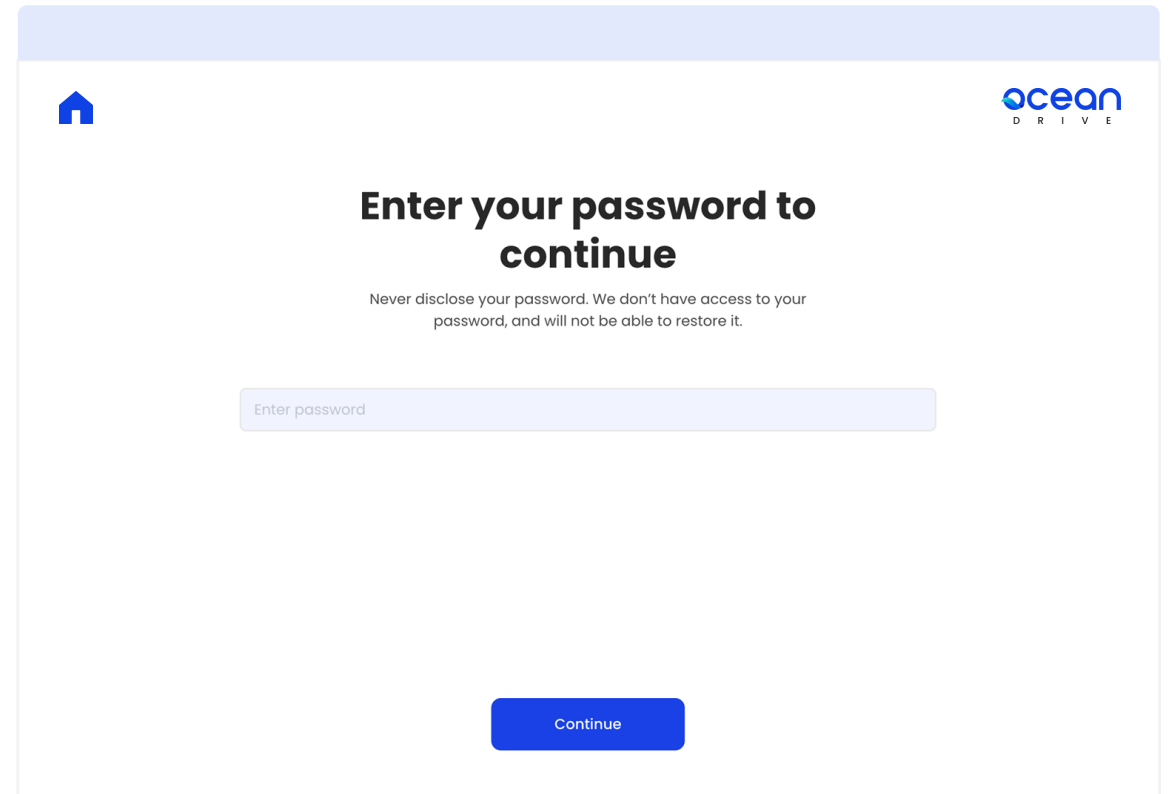 ocean
DRIVE
Enter your password to
continue
Never disclose your password. We don’t have access to your
password, and will not be able to restore it.
Enter password
Continue